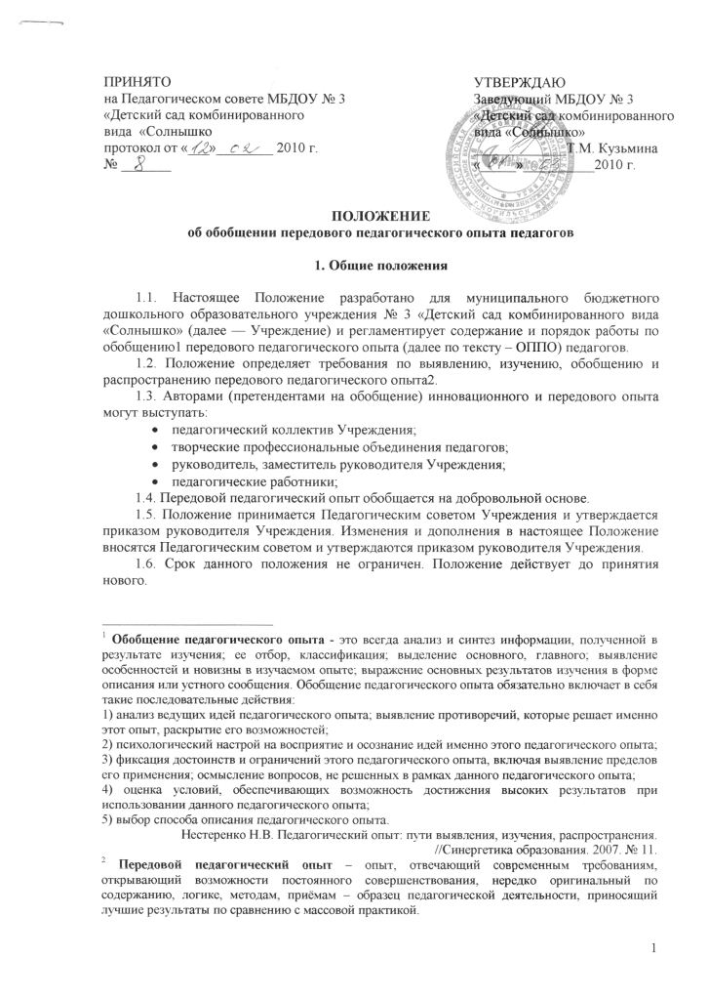 ПРИНЯТО
на Педагогическом совете МБДОУ № 3
«Детский сад комбинированного
вида «Солнышко
протокол от «12» 02 2010 г.
№ 8
УТВЕРЖДАЮ
Заведующий МБДОУ № 3
«Детский сад комбинированного
вида «Солнышко»
Т.М. Кузьмина
« » 2010 г.
ПОЛОЖЕНИЕ
об обобщении передового педагогического опыта педагогов
1. Общие положения
1.1. Настоящее Положение разработано для муниципального бюджетного
дошкольного образовательного учреждения № 3 «Детский сад комбинированного вида
«Солнышко» (далее — Учреждение) и регламентирует содержание и порядок работы по
обобщению1 передового педагогического опыта (далее по тексту – ОППО) педагогов.
1.2. Положение определяет требования по выявлению, изучению, обобщению и
распространению передового педагогического опыта2.
1.3. Авторами (претендентами на обобщение) инновационного и передового опыта
могут выступать:
• педагогический коллектив Учреждения;
• творческие профессиональные объединения педагогов;
• руководитель, заместитель руководителя Учреждения;
• педагогические работники;
1.4. Передовой педагогический опыт обобщается на добровольной основе.
1.5. Положение принимается Педагогическим советом Учреждения и утверждается
приказом руководителя Учреждения. Изменения и дополнения в настоящее Положение
вносятся Педагогическим советом и утверждаются приказом руководителя Учреждения.
1.6. Срок данного положения не ограничен. Положение действует до принятия
нового.
1 Обобщение педагогического опыта - это всегда анализ и синтез информации, полученной в
результате изучения; ее отбор, классификация; выделение основного, главного; выявление
особенностей и новизны в изучаемом опыте; выражение основных результатов изучения в форме
описания или устного сообщения. Обобщение педагогического опыта обязательно включает в себя
такие последовательные действия:
1) анализ ведущих идей педагогического опыта; выявление противоречий, которые решает именно
этот опыт, раскрытие его возможностей;
2) психологический настрой на восприятие и осознание идей именно этого педагогического опыта;
3) фиксация достоинств и ограничений этого педагогического опыта, включая выявление пределов
его применения; осмысление вопросов, не решенных в рамках данного педагогического опыта;
4) оценка условий, обеспечивающих возможность достижения высоких результатов при
использовании данного педагогического опыта;
5) выбор способа описания педагогического опыта.
Нестеренко Н.В. Педагогический опыт: пути выявления, изучения, распространения.
//Синергетика образования. 2007. № 11.
2 Передовой педагогический опыт – опыт, отвечающий современным требованиям,
открывающий возможности постоянного совершенствования, нередко оригинальный по
содержанию, логике, методам, приёмам – образец педагогической деятельности, приносящий
лучшие результаты по сравнению с массовой практикой.
1